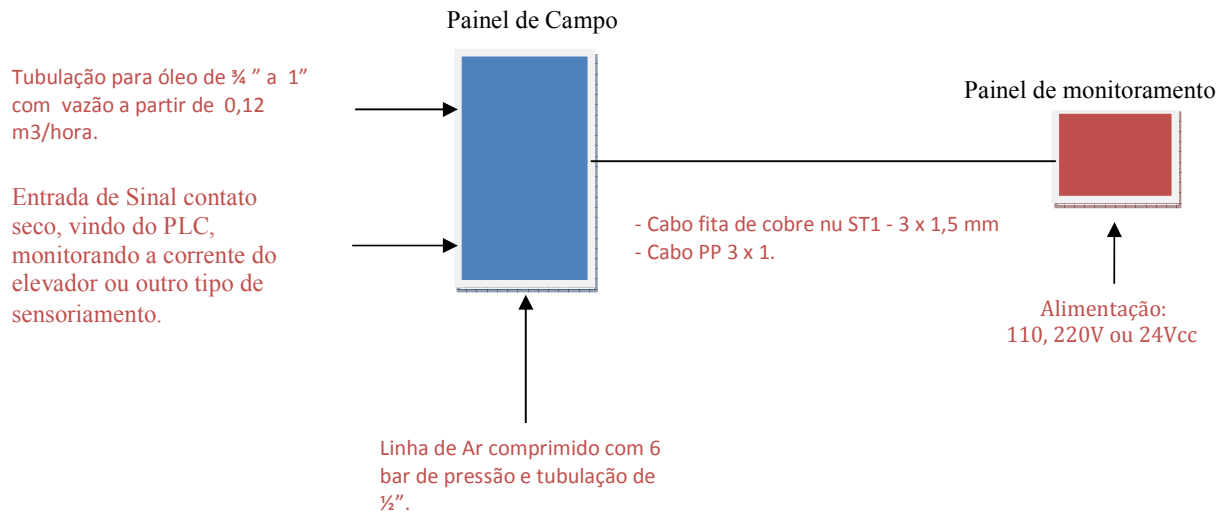 Painel de Campo
Tubulação para óleo de ¾ ” a 1”
com vazão a partir de 0,12
m3/hora.
Painel de monitoramento
Entrada de Sinal contato
seco, vindo do PLC,
monitorando a corrente do
elevador ou outro tipo de
sensoriamento.
- Cabo fita de cobre nu ST1 - 3 x 1,5 mm
- Cabo PP 3 x 1.
Alimentação:
110, 220V ou 24Vcc
Linha de Ar comprimido com 6
bar de pressão e tubulação de
½”.